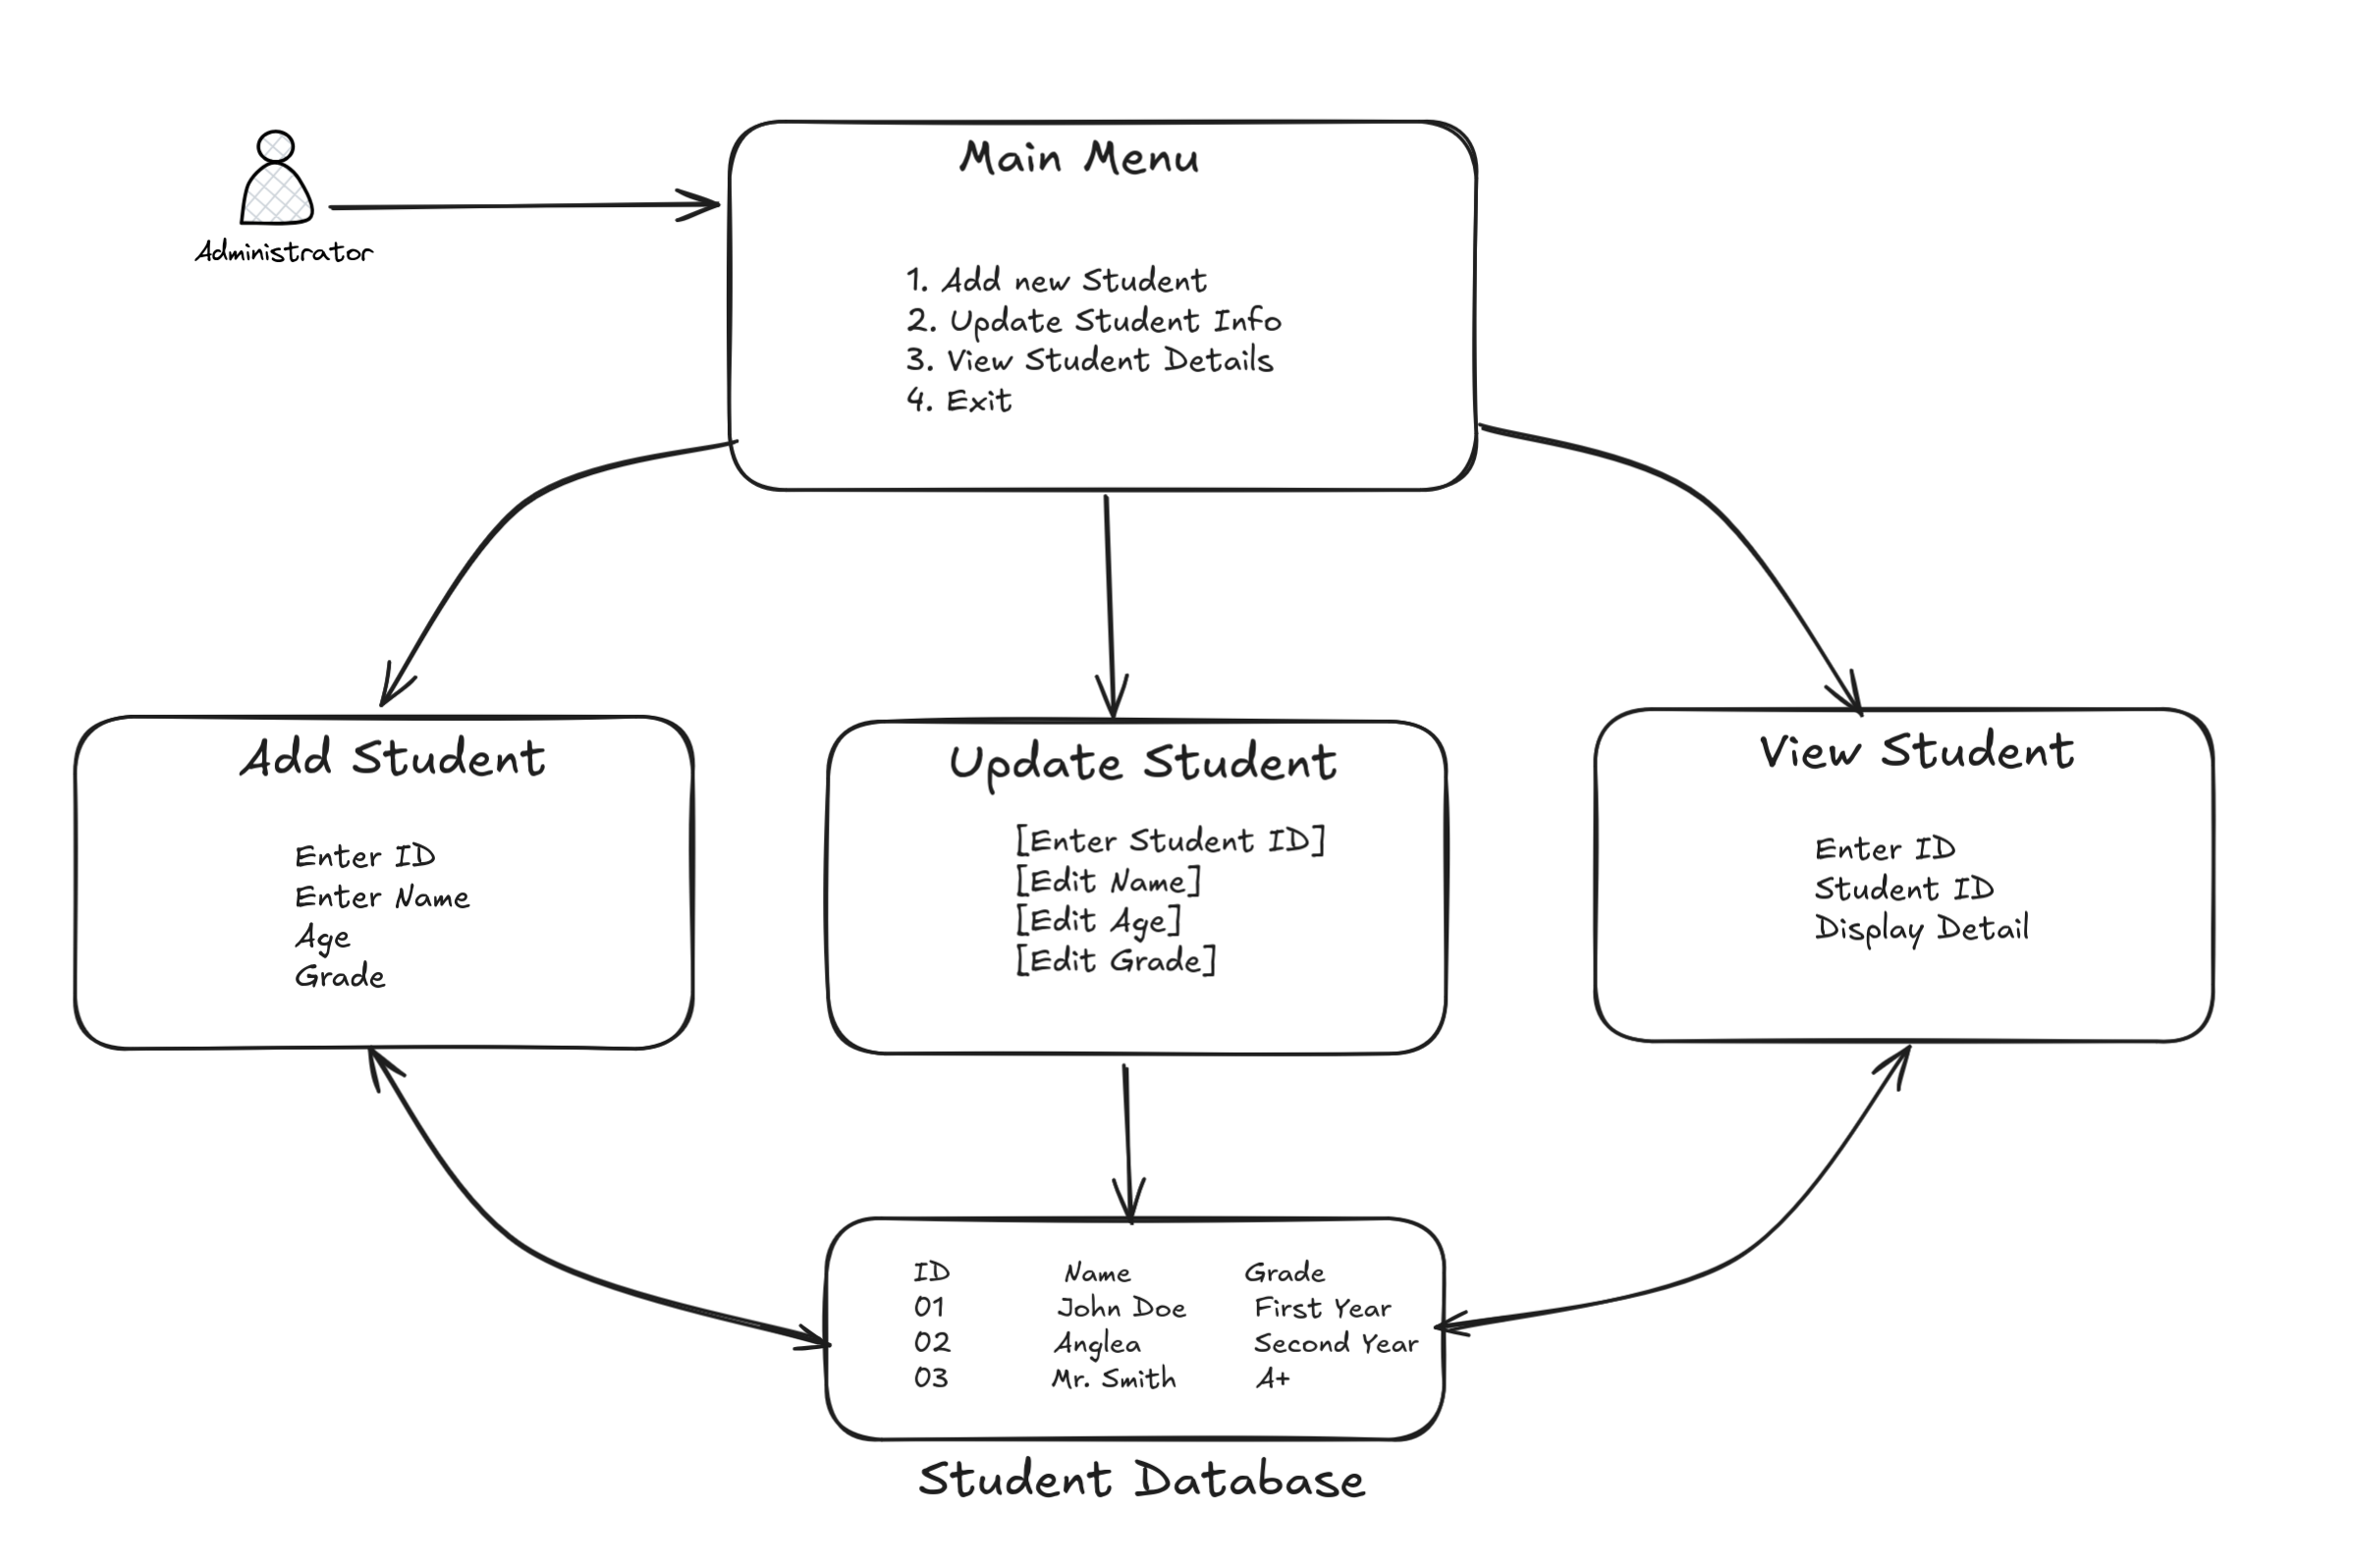 Administrator
Main Menu
1. Add new Student
2. Update Student Info
3. View Student Details
4. Exit
Add Student
Enter ID
Enter Name
Age
Grade
Update Student
[Enter Student ID]
[Edit Name]
[Edit Age]
[Edit Grade]
View Student
Enter ID
Student ID
Display Detail
ID Name Grade
01 John Doe First Year
02 Anglea Second Year
03 Mr. Smith A+
Student Database